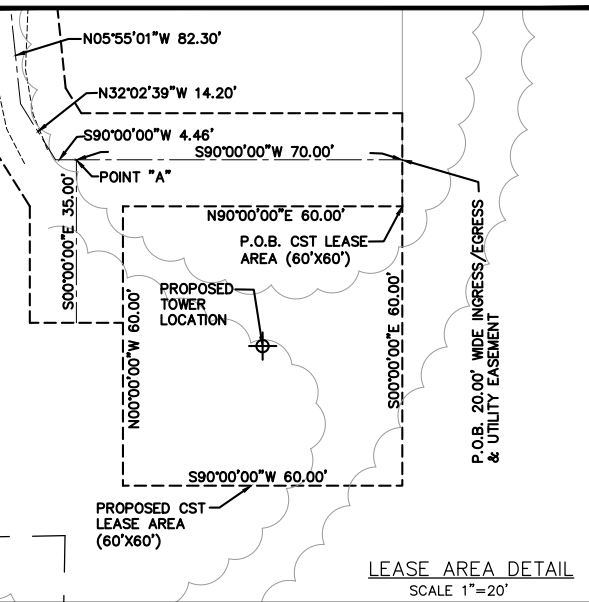 N05°55'01"W 82.30'
N32°02'39"W 14.20'
S90°00'00"W 4.46'
S90°00'00"W 70.00'
POINT "A"
S00°00'00"E 35.00'
N90°00'00"E 60.00'
P.O.B. CST LEASE
AREA (60'X60')
PROPOSED
TOWER
LOCATION
N00°00'00"W 60.00'
S00°00'00"E 60.00'
P.O.B. 20.00' WIDE INGRESS/EGRESS
& UTILITY EASEMENT
S90°00'00"W 60.00'
PROPOSED CST
LEASE AREA
(60'X60')
LEASE AREA DETAIL
SCALE 1"=20'